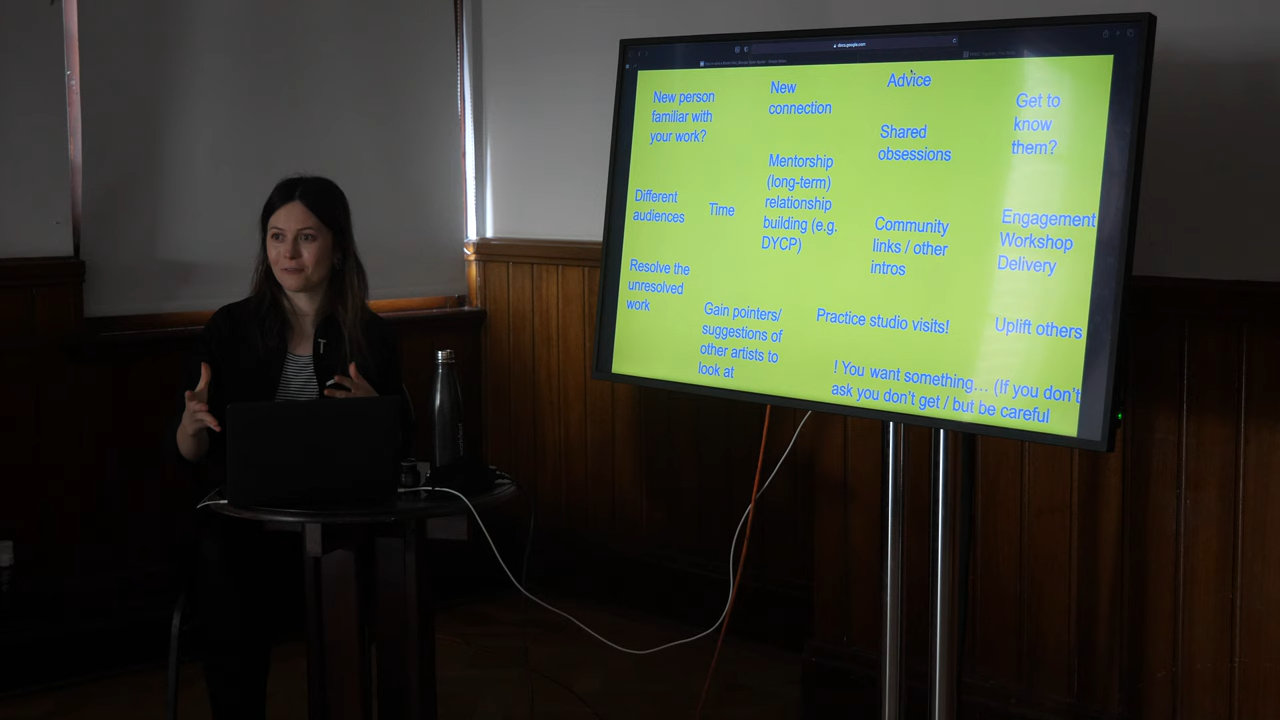 docs.google.com
New person
familiar with
your work?
New
connection
Advice
Get to
know
them?
Shared
obsessions
Mentorship
(long-term)
relationship
building (e.g.
DYCP)
Different
audiences
Time
Community
links / other
intros
Engagement
Workshop
Delivery
Resolve the
unresolved
work
Gain pointers/
suggestions of
other artists to
look at
Practice studio visits!
Uplift others
! You want something... (If you don't
ask you don't get / but be careful